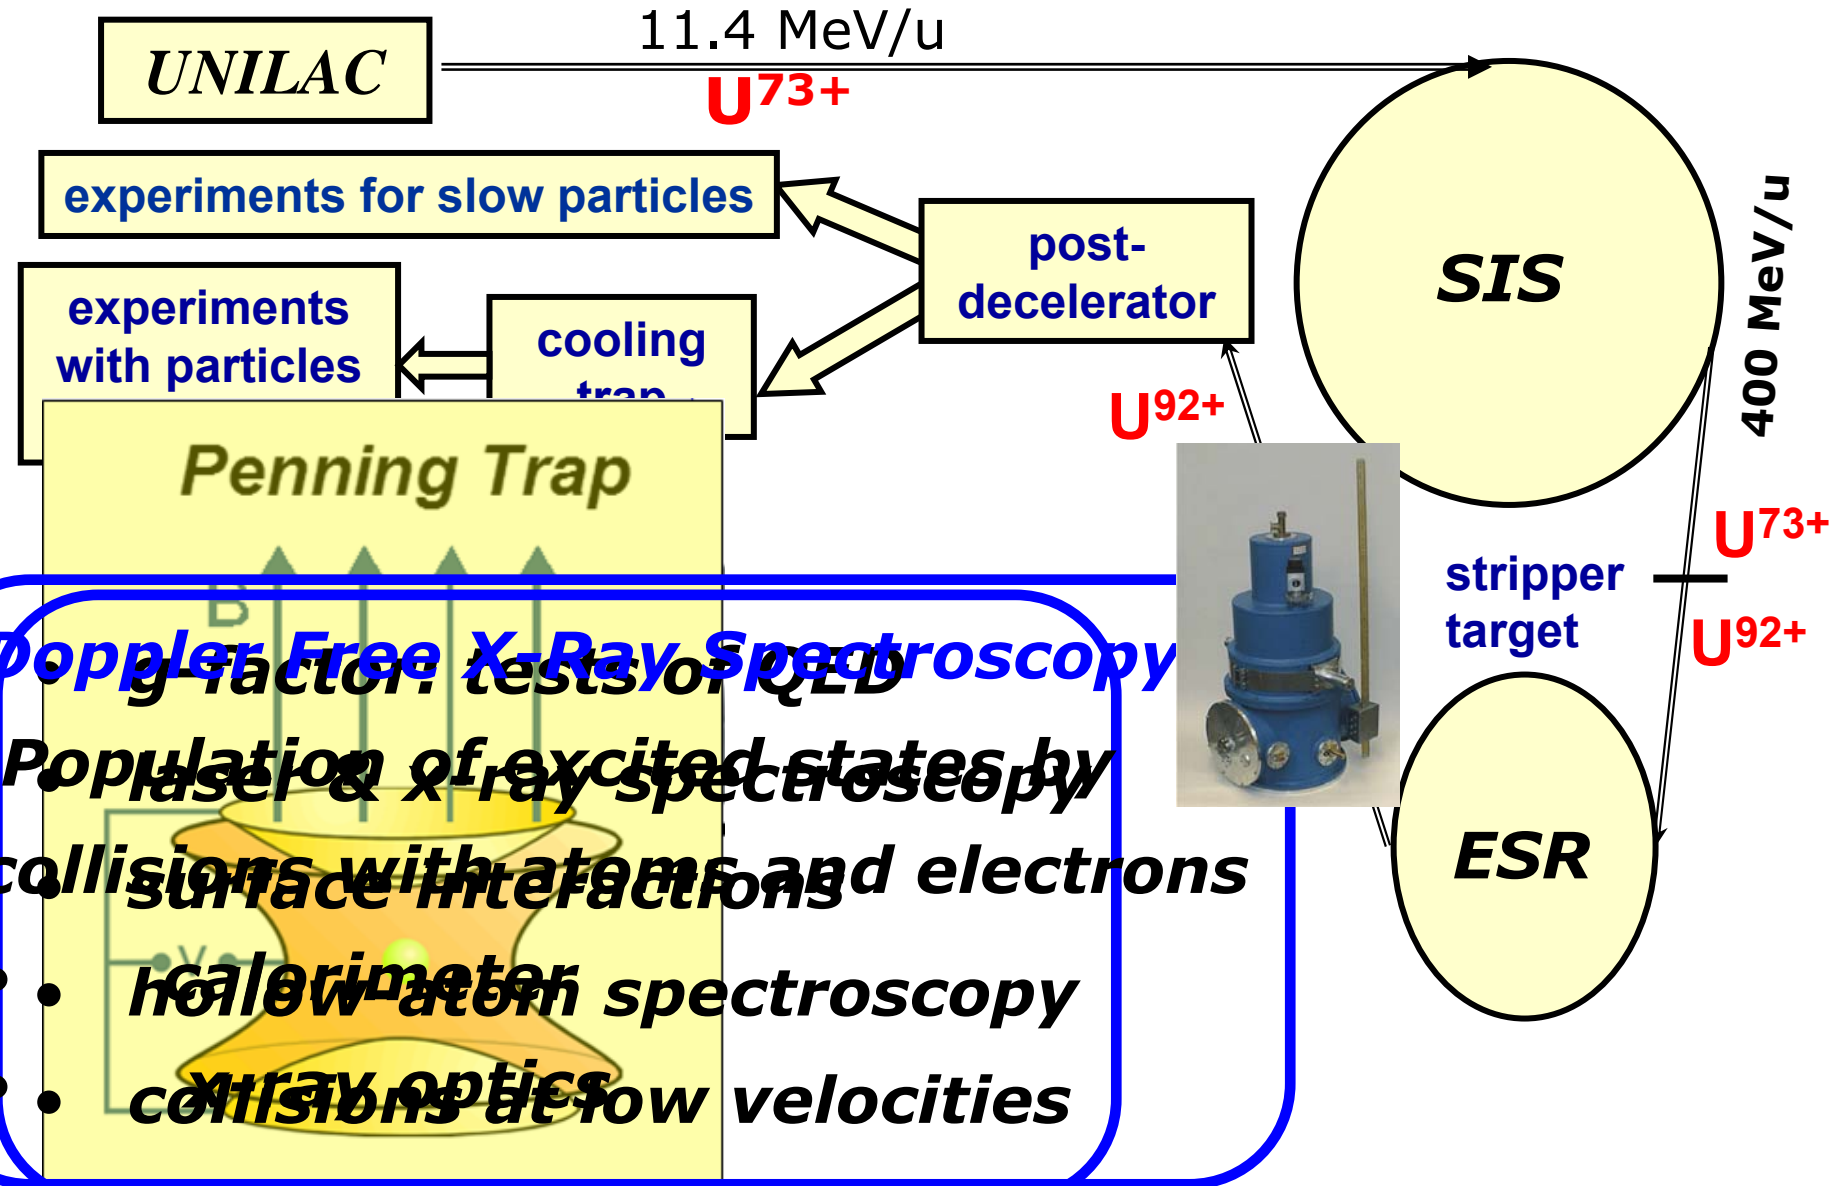 11.4 MeV/u
UNILAC
U73+
experiments for slow particles
post-
decelerator
SIS
400 MeV/u
experiments
with particles
cooling
trap
U92+
Penning Trap
U73+
stripper
target
U92+
B
Doppler Free X-Ray Spectroscopy
• g-factor: tests of QED
Population of excited states by
• laser & x-ray spectroscopy
collisions with atoms and electrons
• surface interactions
ESR
V
• calorimeter
• hollow-atom spectroscopy
• x-ray optics
• collisions at low velocities